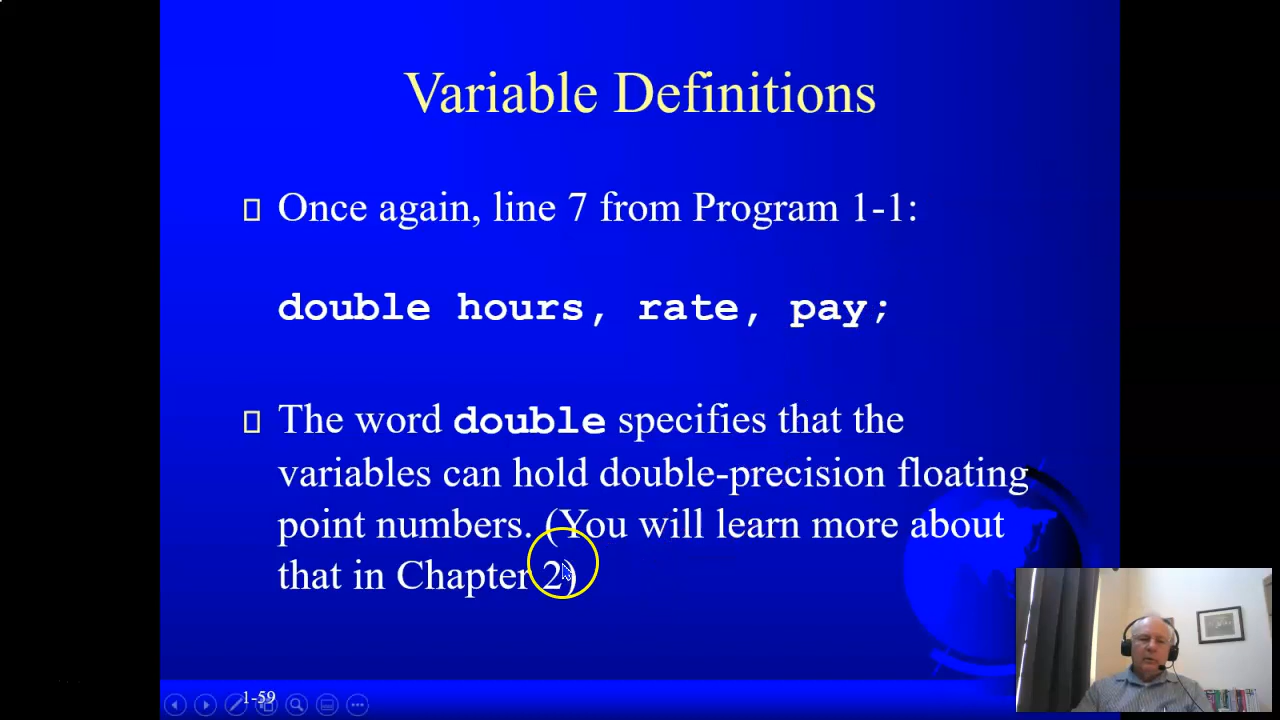 Variable Definitions
Once again, line 7 from Program 1-1:
double hours, rate, pay;
The word double specifies that the
variables can hold double-precision floating
point numbers. (You will learn more about
that in Chapter 2)
1-59